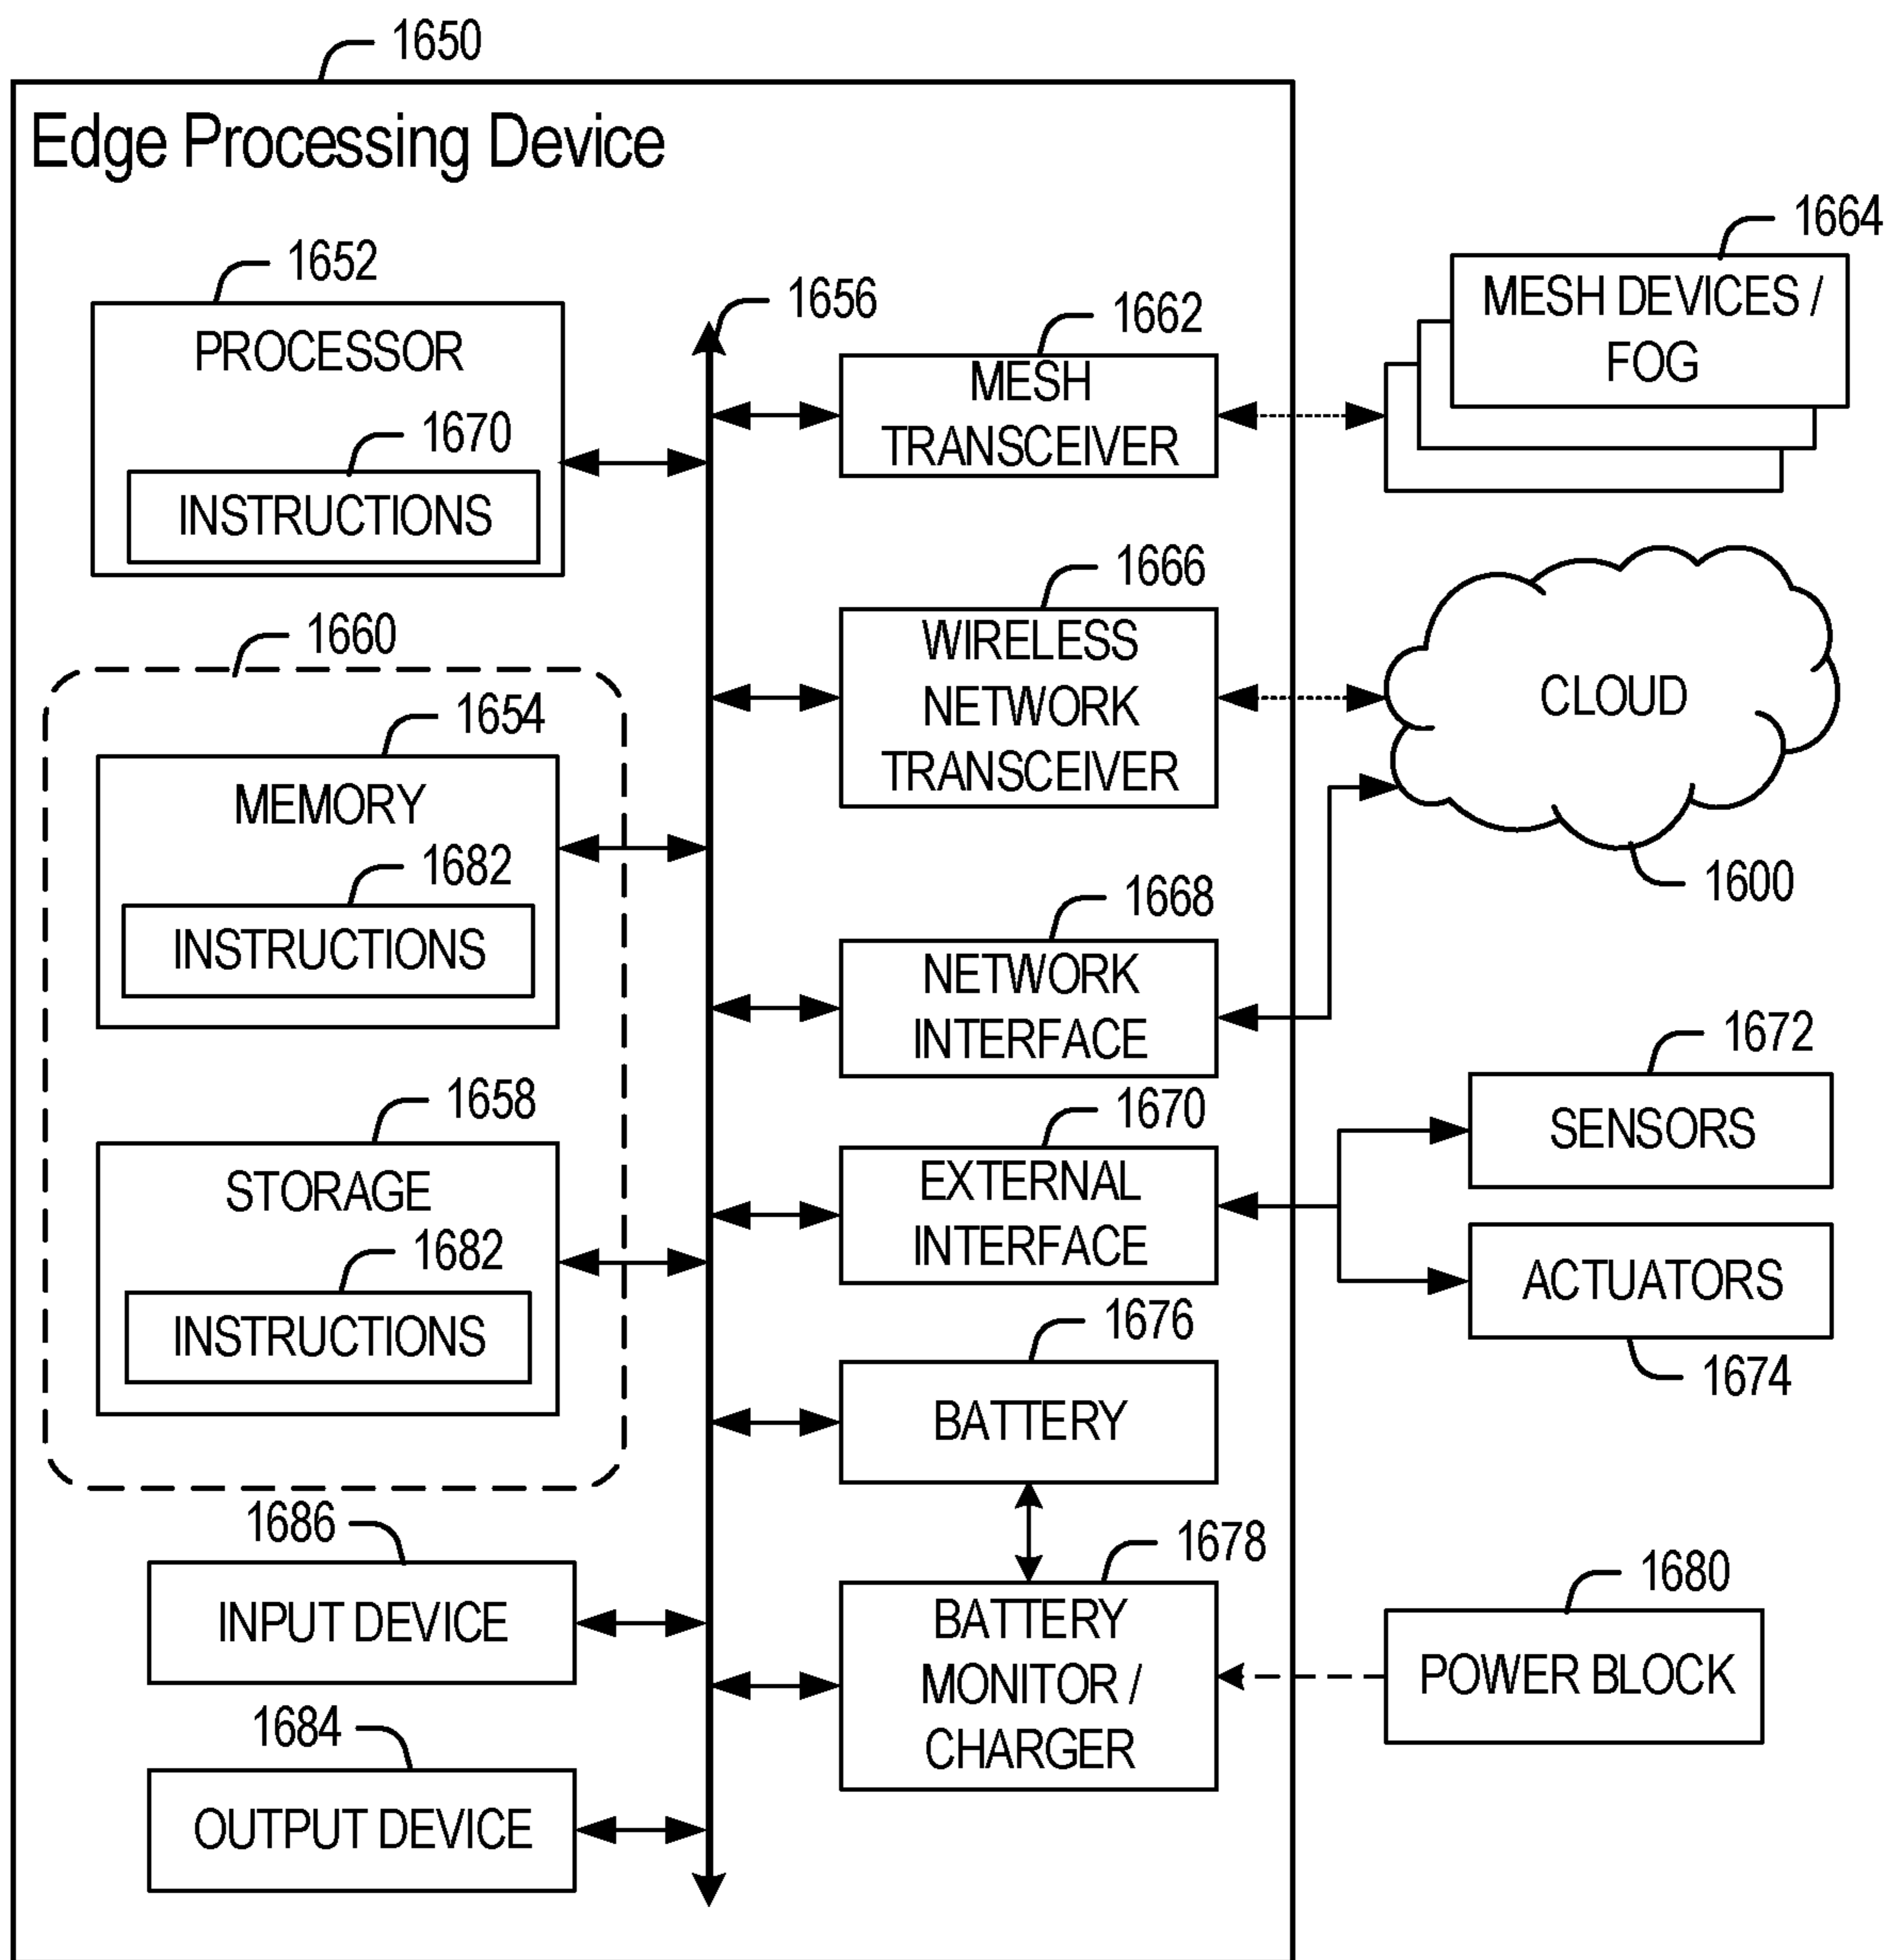 1650
Edge Processing Device
1652
PROCESSOR
1670
INSTRUCTIONS
1660
1654
MEMORY
1682
INSTRUCTIONS
1658
STORAGE
1682
INSTRUCTIONS
1686
INPUT DEVICE
1684
OUTPUT DEVICE
1656
1662
MESH
TRANSCEIVER
1666
WIRELESS
NETWORK
TRANSCEIVER
1668
NETWORK
INTERFACE
1670
EXTERNAL
INTERFACE
1676
BATTERY
1678
BATTERY
MONITOR /
CHARGER
1664
MESH DEVICES /
FOG
CLOUD
1600
1672
SENSORS
ACTUATORS
1674
1680
POWER BLOCK